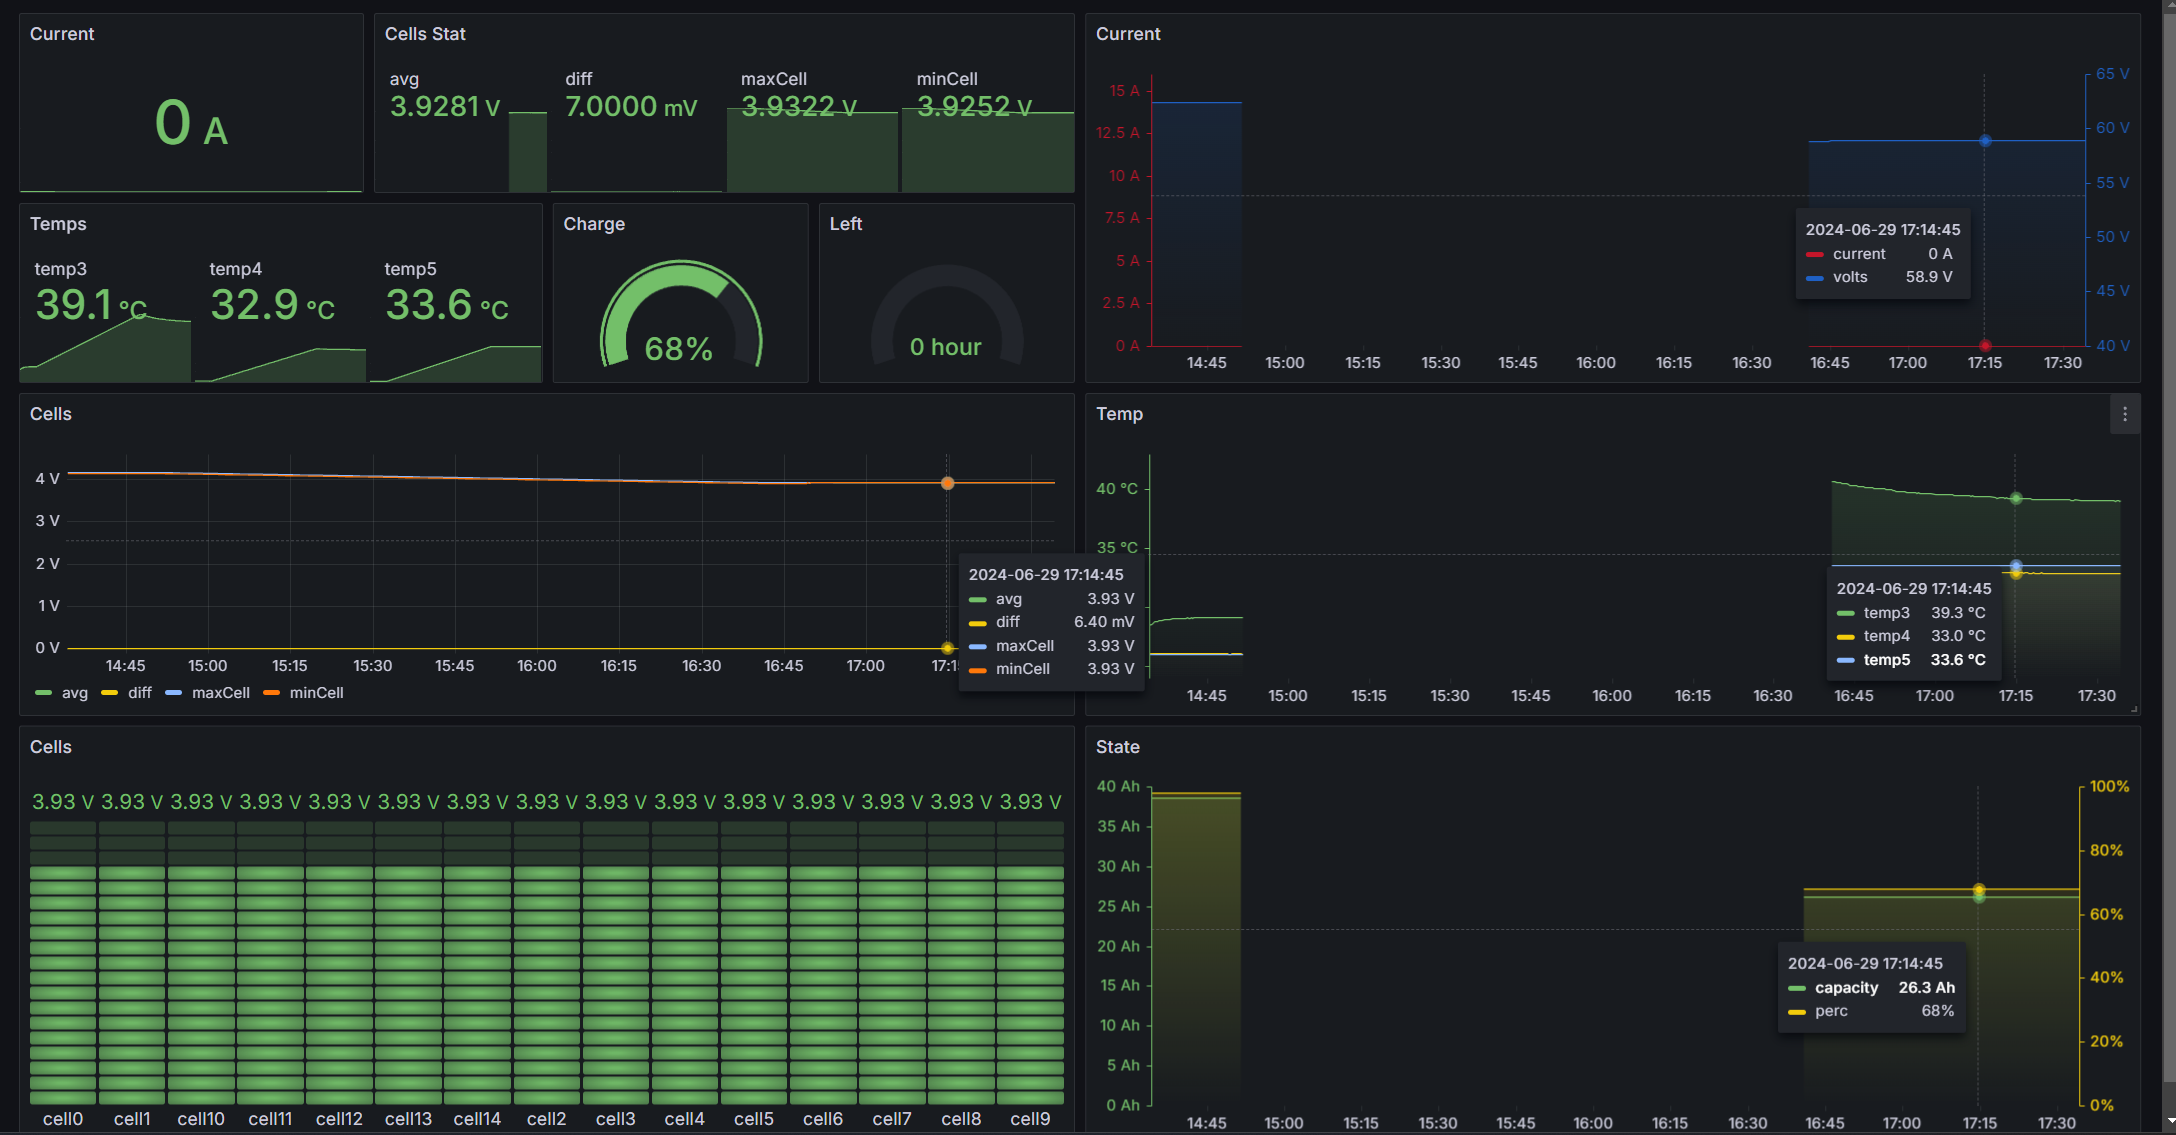 Current
0 A
Cells Stat
avg
3.9281 V
diff
7.0000 mV
maxCell
3.9322 V
minCell
3.9252 V
Current
15 A
12.5 A
10 A
7.5 A
5 A
2.5 A
0 A
65 V
60 V
55 V
50 V
45 V
40 V
2024-06-29 17:14:45
current 0 A
volts 58.9 V
14:45 15:00 15:15 15:30 15:45 16:00 16:15 16:30 16:45 17:00 17:15 17:30
Temps
temp3
39.1 °C
temp4
32.9 °C
temp5
33.6 °C
Charge
68%
Left
0 hour
Cells
4 V
3 V
2 V
1 V
0 V
14:45 15:00 15:15 15:30 15:45 16:00 16:15 16:30 16:45 17:00 17:15
avg diff maxCell minCell
2024-06-29 17:14:45
avg 3.93 V
diff 6.40 mV
maxCell 3.93 V
minCell 3.93 V
Temp
40 °C
35 °C
2024-06-29 17:14:45
temp3 39.3 °C
temp4 33.0 °C
temp5 33.6 °C
14:45 15:00 15:15 15:30 15:45 16:00 16:15 16:30 16:45 17:00 17:15 17:30
Cells
3.93 V 3.93 V 3.93 V 3.93 V 3.93 V 3.93 V 3.93 V 3.93 V 3.93 V 3.93 V 3.93 V 3.93 V 3.93 V 3.93 V 3.93 V
cell0 cell1 cell10 cell11 cell12 cell13 cell14 cell2 cell3 cell4 cell5 cell6 cell7 cell8 cell9
State
40 Ah
35 Ah
30 Ah
25 Ah
20 Ah
15 Ah
10 Ah
5 Ah
0 Ah
100%
80%
60%
40%
20%
0%
2024-06-29 17:14:45
capacity 26.3 Ah
perc 68%
14:45 15:00 15:15 15:30 15:45 16:00 16:15 16:30 16:45 17:00 17:15 17:30